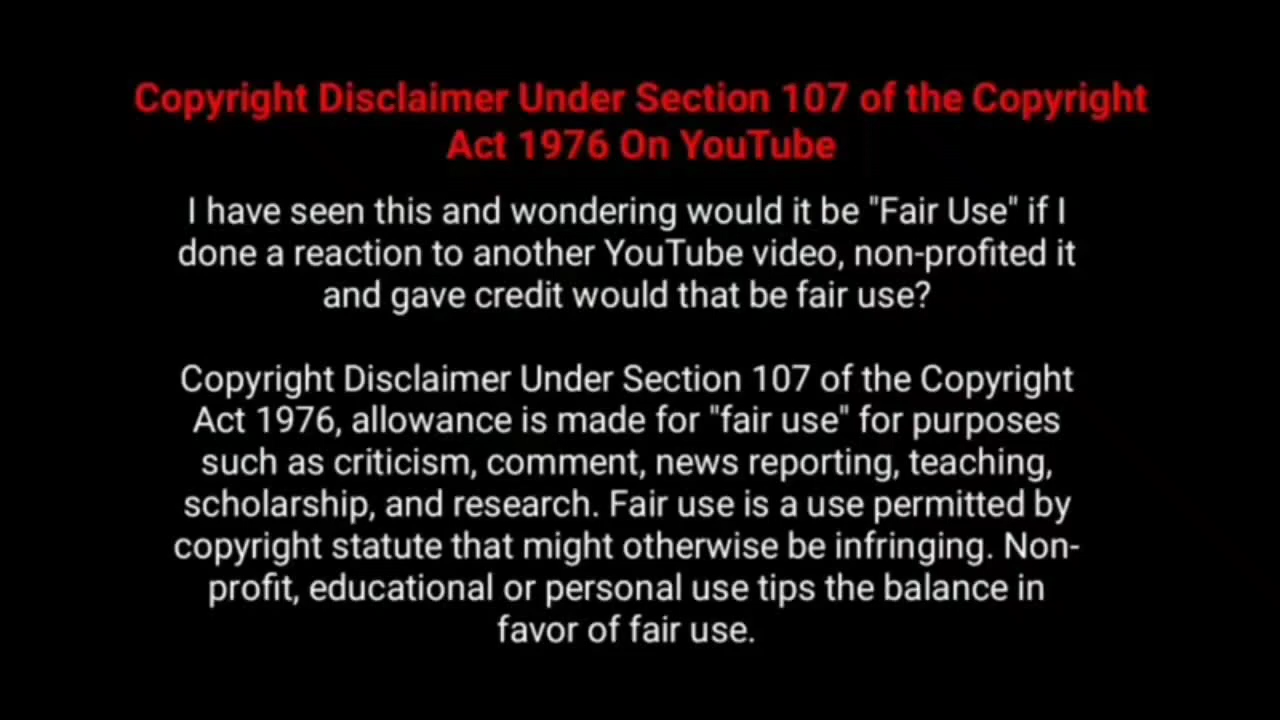 Copyright Disclaimer Under Section 107 of the Copyright
Act 1976 On YouTube
I have seen this and wondering would it be "Fair Use" if I
done a reaction to another YouTube video, non-profited it
and gave credit would that be fair use?
Copyright Disclaimer Under Section 107 of the Copyright
Act 1976, allowance is made for "fair use" for purposes
such as criticism, comment, news reporting, teaching,
scholarship, and research. Fair use is a use permitted by
copyright statute that might otherwise be infringing. Non-
profit, educational or personal use tips the balance in
favor of fair use.